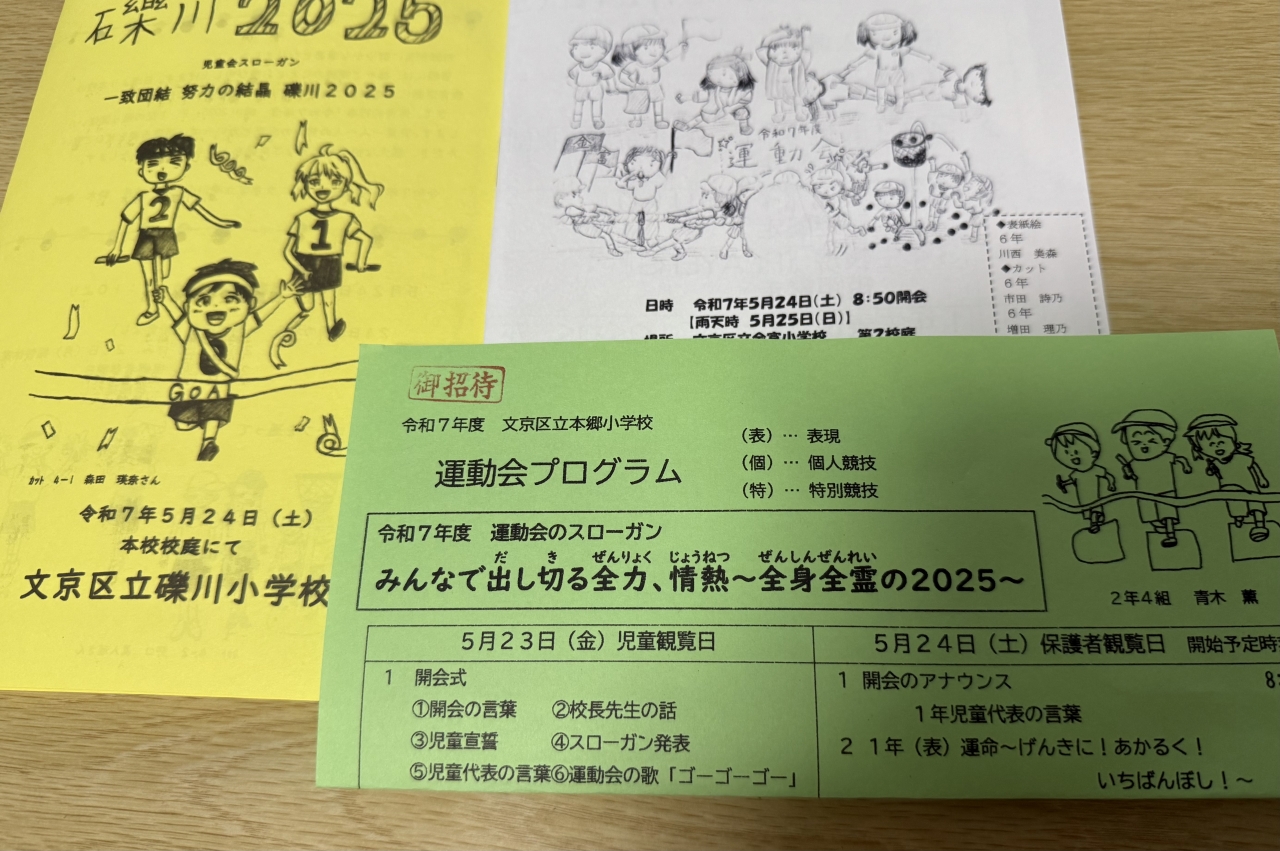 礫川2025
児童会スローガン
一致団結 努力の結晶 礫川2025
2
1
GOAL
ｶｯﾄ 4-1 森田 瑛奈さん
令和7年5月24日(土)
本校校庭にて
文京区立礫川小学校
令和7年度
運動会
◆表紙絵
6年
川西 美森
◆カット
6年
市田 詩乃
6年
増田 理乃
日時 令和7年5月24日(土) 8:50開会
【雨天時 5月25日(日)】
場所 文京区立金富小学校 第2校庭
御招待
令和7年度 文京区立本郷小学校
運動会プログラム
(表)… 表現
(個)… 個人競技
(特)… 特別競技
令和7年度 運動会のスローガン
だ き ぜんりょく じょうねつ ぜんしんぜんれい
みんなで出し切る全力、情熱～全身全霊の2025～
2年4組 青木 薫
5月23日(金)児童観覧日
1 開会式
①開会の言葉 ②校長先生の話
③児童宣誓 ④スローガン発表
⑤児童代表の言葉⑥運動会の歌「ゴーゴーゴー」
5月24日(土)保護者観覧日 開始予定時
1 開会のアナウンス 8:
1年児童代表の言葉
2 1年(表)運命～げんきに！あかるく！
いちばんぼし！～